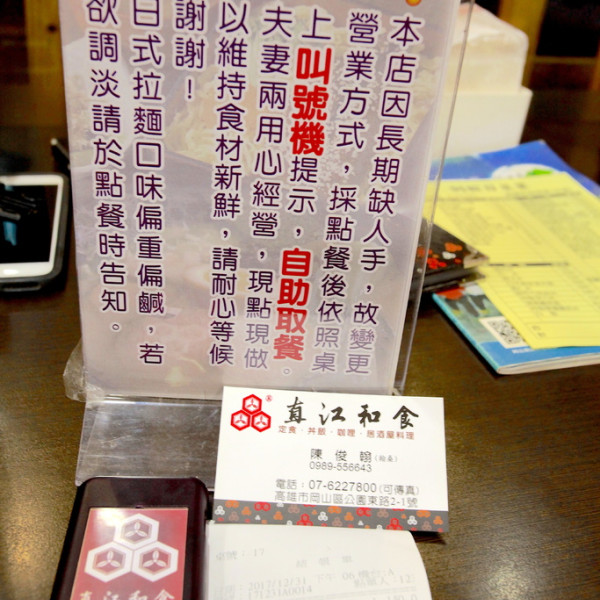 本店因長期缺人手，故變更
營業方式，採點餐後依照桌
上叫號機提示，自助取餐。
夫妻兩用心經營，現點現做
以維持食材新鮮，請耐心等候
謝謝！
日式拉麵口味偏重偏鹹，若
欲調淡請於點餐時告知。
直江和食
定食·丼飯·咖哩·居酒屋料理
陳俊翰
0989-556643
電話：07-6227800(可傳真)
高雄市岡山區公園東路2-1號
直江和食